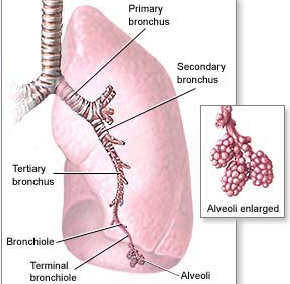 Primary
bronchus
Secondary
bronchus
Tertiary
bronchus
Alveoli enlarged
Bronchiole
Terminal
bronchiole
Alveoli